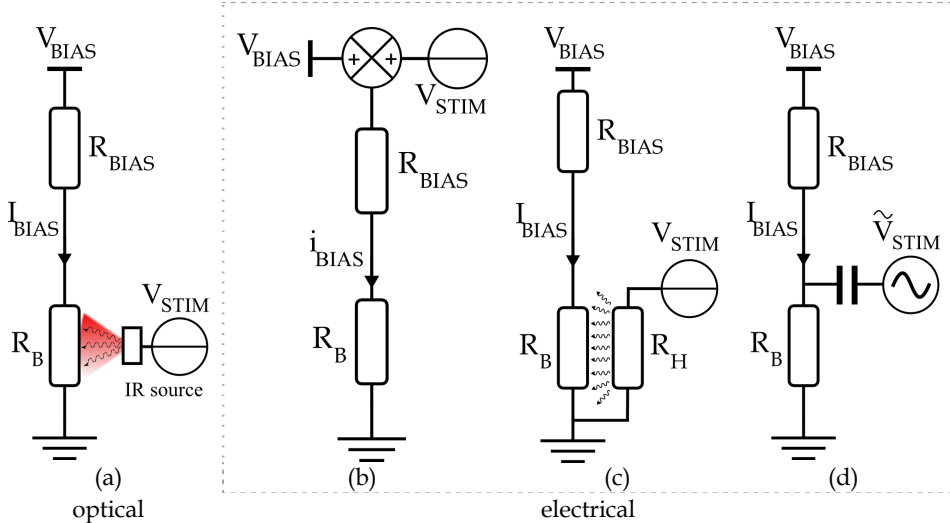 V_BIAS
R_BIAS
I_BIAS
R_B
V_STIM
IR source
(a)
optical
V_BIAS
+ +
V_STIM
R_BIAS
i_BIAS
R_B
(b)
V_BIAS
R_BIAS
I_BIAS
V_STIM
R_B
R_H
(c)
V_BIAS
R_BIAS
I_BIAS
Ṽ_STIM
R_B
(d)
electrical